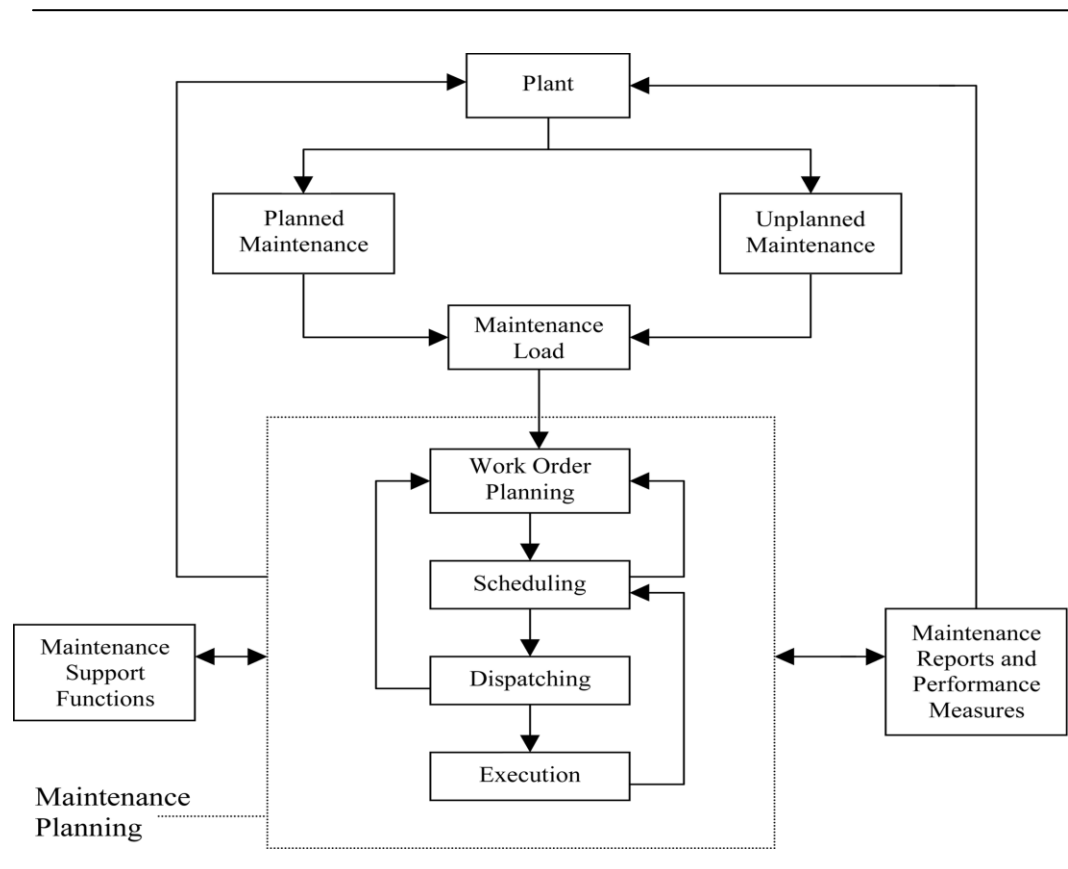 Plant
Planned
Maintenance
Unplanned
Maintenance
Maintenance
Load
Work Order
Planning
Scheduling
Maintenance
Support
Functions
Dispatching
Maintenance
Reports and
Performance
Measures
Execution
Maintenance
Planning